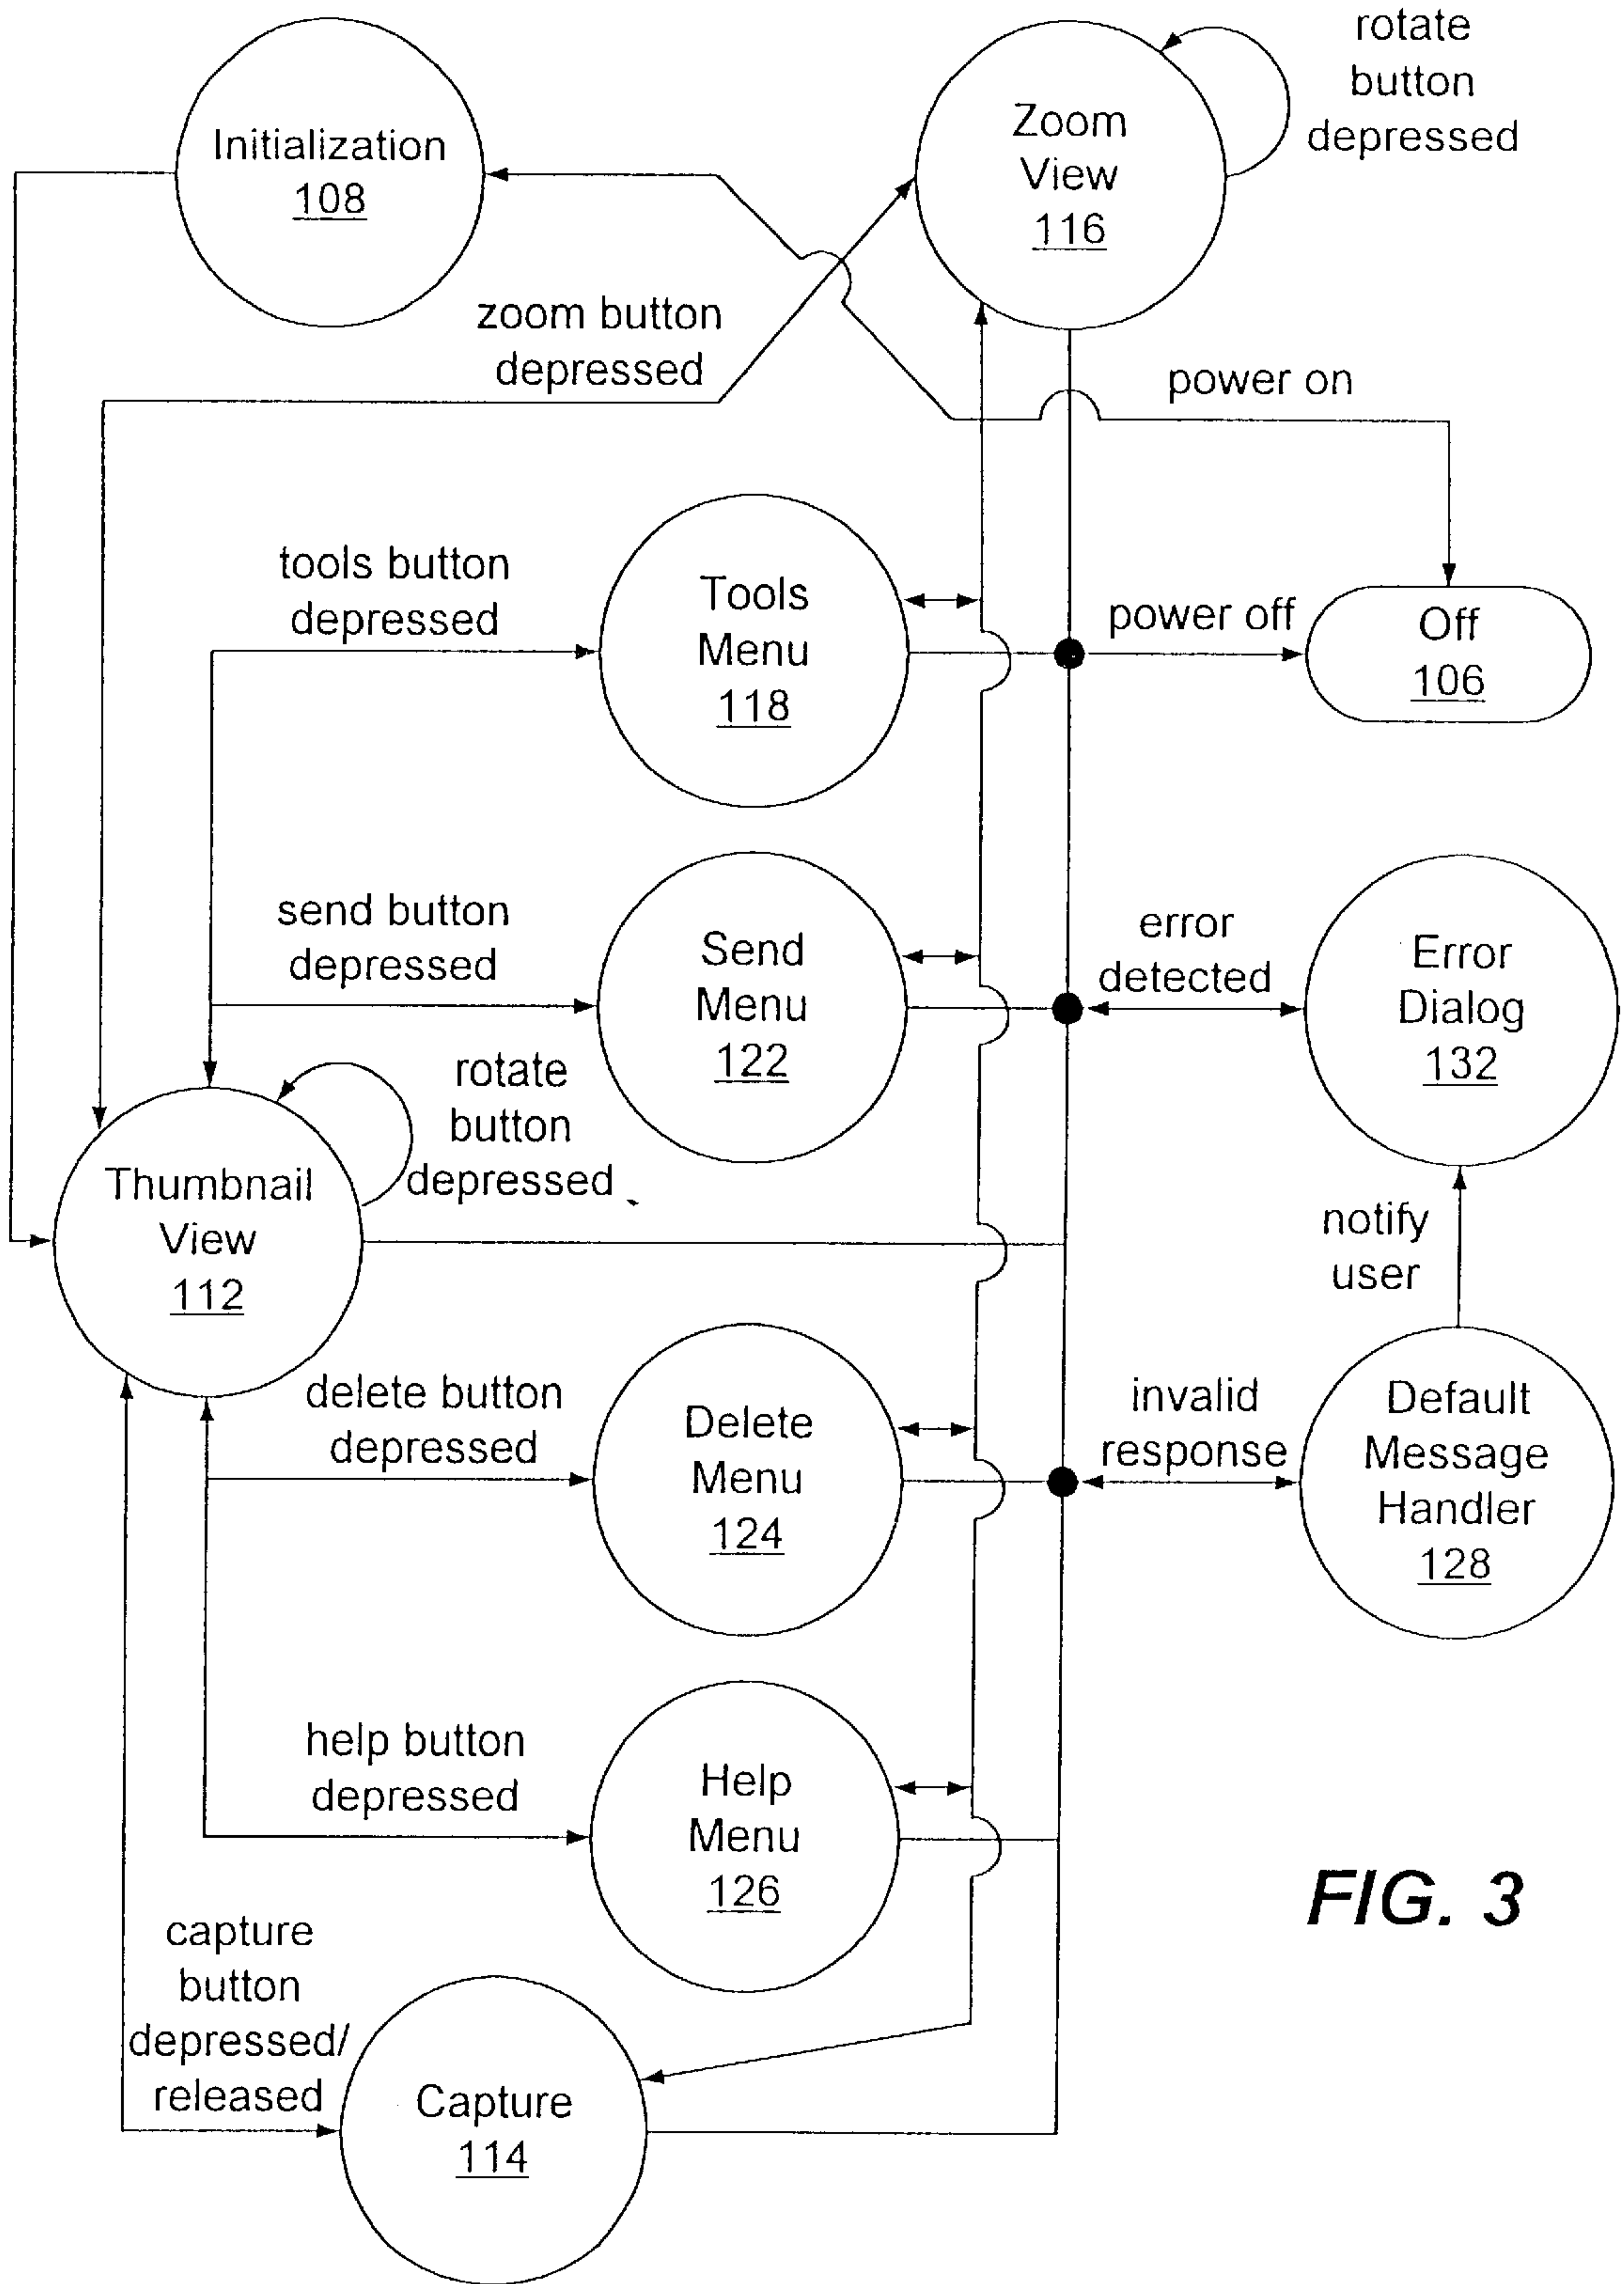 Initialization
108
Zoom
View
116
rotate
button
depressed
zoom button
depressed
power on
tools button
depressed
Tools
Menu
118
power off
Off
106
send button
depressed
Send
Menu
122
error
detected
Error
Dialog
132
rotate
button
depressed
Thumbnail
View
112
notify
user
delete button
depressed
Delete
Menu
124
invalid
response
Default
Message
Handler
128
help button
depressed
Help
Menu
126
FIG. 3
capture
button
depressed/
released
Capture
114